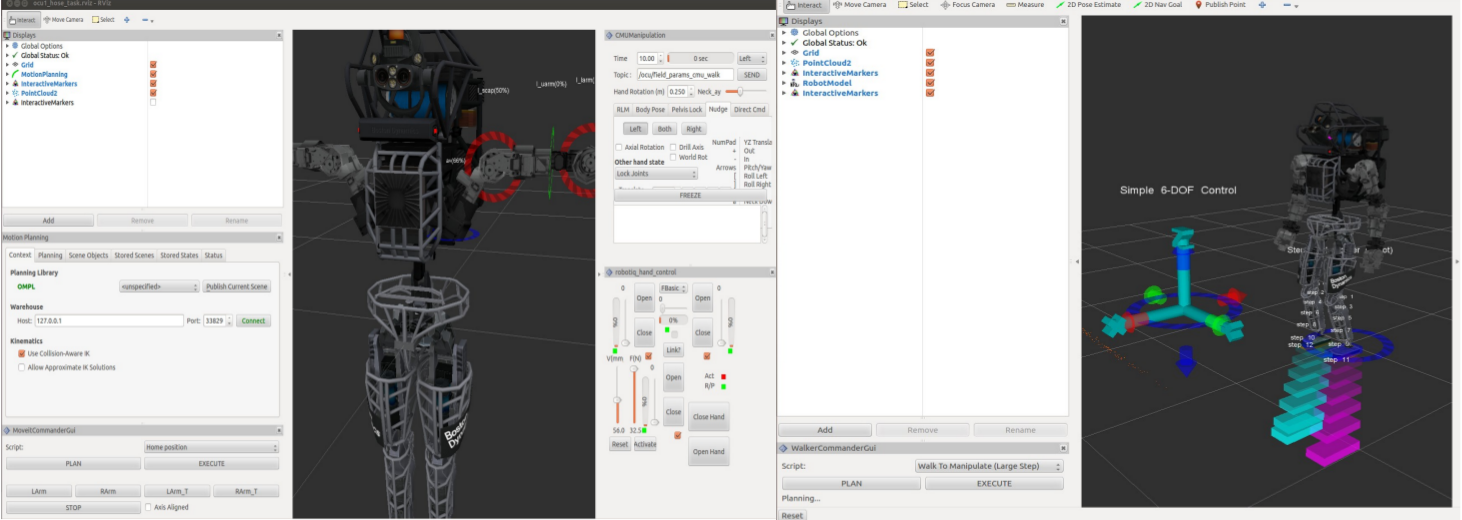 ocu1_hose_task.rviz - RViz
Interact Move Camera Select
Displays
Global Options
Global Status: Ok
Grid
MotionPlanning
InteractiveMarkers
PointCloud2
InteractiveMarkers
Add Remove Rename
Motion Planning
Context Planning Scene Objects Stored Scenes Stored States Status
Planning Library
OMPL <unspecified> Publish Current Scene
Warehouse
Host: 127.0.0.1 Port: 33829 Connect
Kinematics
Use Collision-Aware IK
Allow Approximate IK Solutions
MoveItCommanderGui
Script: Home position
PLAN EXECUTE
LArm RArm LArm_T RArm_T
STOP Axis Aligned
l_scap(50%)
l_uarm(0%)
Boston
CMUManipulation
Time 10.00 0 sec Left
Topic: /ocu/field_params_cmu_walk SEND
Hand Rotation (m) 0.250 Neck_ay
RLM Body Pose Pelvis Lock Nudge Direct Cmd
Left Both Right
Axial Rotation Drill Axis
World Rot
Other hand state
Lock Joints
NumPad
+
-
Arrows
YZ Transla
Out
In
Pitch/Yaw
Roll Left
Roll Right
FREEZE
robotiq_hand_control
0 FBasic 0
Open 0 Open
0%
Close Close
Link?
V(mm F(N) 0
Open
Act
R/P
Close
Close Hand
56.0 32.5
Reset Activate
Open Hand
Interact Move Camera Select Focus Camera Measure 2D Pose Estimate 2D Nav Goal Publish Point
Displays
Global Options
Global Status: Ok
Grid
PointCloud2
InteractiveMarkers
RobotModel
InteractiveMarkers
Add Remove Rename
WalkerCommanderGui
Script: Walk To Manipulate (Large Step)
PLAN EXECUTE
Planning...
Reset
Simple 6-DOF Control
Boston
Dynamics
step 2
step 1
step 4
step 3
step 6
step 5
step 8
step 7
step 10
step 9
step 12
step 11